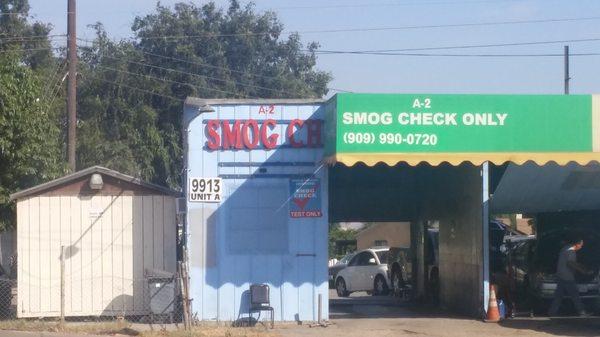 A-2
SMOG CH
A-2
SMOG CHECK ONLY
(909) 990-0720
9913
UNIT A
SMOG
CHECK
TEST ONLY